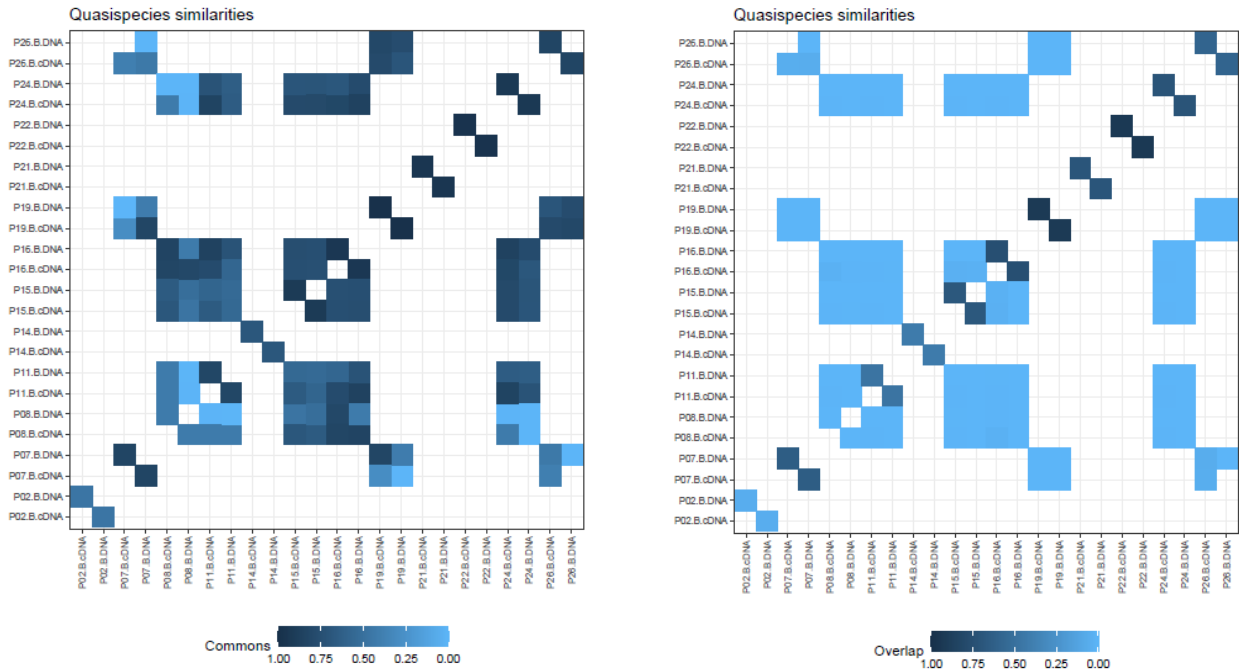 Quasispecies similarities
P26.B.DNA
P26.B.cDNA
P24.B.DNA
P24.B.cDNA
P22.B.DNA
P22.B.cDNA
P21.B.DNA
P21.B.cDNA
P19.B.DNA
P19.B.cDNA
P16.B.DNA
P16.B.cDNA
P15.B.DNA
P15.B.cDNA
P14.B.DNA
P14.B.cDNA
P11.B.DNA
P11.B.cDNA
P08.B.DNA
P08.B.cDNA
P07.B.DNA
P07.B.cDNA
P02.B.DNA
P02.B.cDNA
P02.B.cDNA
P02.B.DNA
P07.B.cDNA
P07.B.DNA
P08.B.cDNA
P08.B.DNA
P11.B.cDNA
P11.B.DNA
P14.B.cDNA
P14.B.DNA
P15.B.cDNA
P15.B.DNA
P16.B.cDNA
P16.B.DNA
P19.B.cDNA
P19.B.DNA
P21.B.cDNA
P21.B.DNA
P22.B.cDNA
P22.B.DNA
P24.B.cDNA
P24.B.DNA
P26.B.cDNA
P26.B.DNA
Commons
1.00 0.75 0.50 0.25 0.00
Quasispecies similarities
P26.B.DNA
P26.B.cDNA
P24.B.DNA
P24.B.cDNA
P22.B.DNA
P22.B.cDNA
P21.B.DNA
P21.B.cDNA
P19.B.DNA
P19.B.cDNA
P16.B.DNA
P16.B.cDNA
P15.B.DNA
P15.B.cDNA
P14.B.DNA
P14.B.cDNA
P11.B.DNA
P11.B.cDNA
P08.B.DNA
P08.B.cDNA
P07.B.DNA
P07.B.cDNA
P02.B.DNA
P02.B.cDNA
P02.B.cDNA
P02.B.DNA
P07.B.cDNA
P07.B.DNA
P08.B.cDNA
P08.B.DNA
P11.B.cDNA
P11.B.DNA
P14.B.cDNA
P14.B.DNA
P15.B.cDNA
P15.B.DNA
P16.B.cDNA
P16.B.DNA
P19.B.cDNA
P19.B.DNA
P21.B.cDNA
P21.B.DNA
P22.B.cDNA
P22.B.DNA
P24.B.cDNA
P24.B.DNA
P26.B.cDNA
P26.B.DNA
Overlap
1.00 0.75 0.50 0.25 0.00